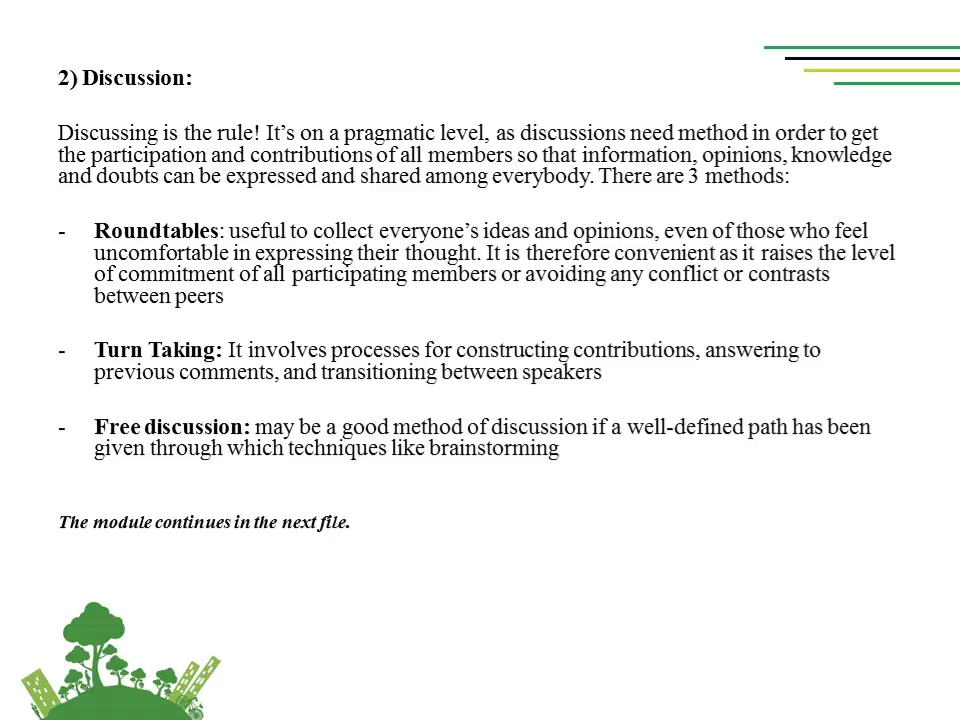 2) Discussion:
Discussing is the rule! It’s on a pragmatic level, as discussions need method in order to get
the participation and contributions of all members so that information, opinions, knowledge
and doubts can be expressed and shared among everybody. There are 3 methods:
- Roundtables: useful to collect everyone’s ideas and opinions, even of those who feel
uncomfortable in expressing their thought. It is therefore convenient as it raises the level
of commitment of all participating members or avoiding any conflict or contrasts
between peers
- Turn Taking: It involves processes for constructing contributions, answering to
previous comments, and transitioning between speakers
- Free discussion: may be a good method of discussion if a well-defined path has been
given through which techniques like brainstorming
The module continues in the next file.